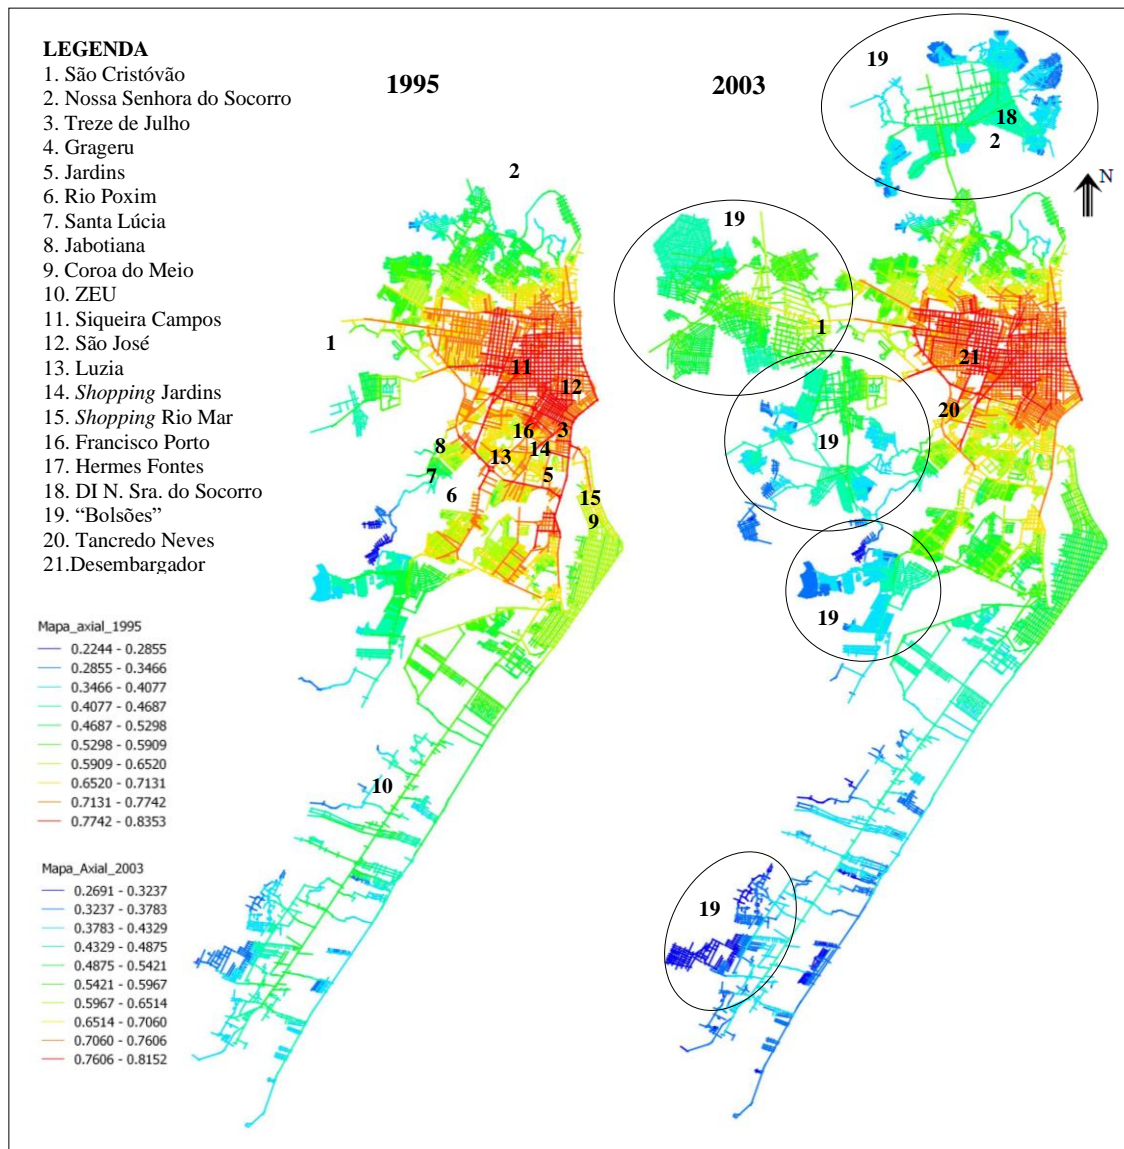 LEGENDA
1. São Cristóvão
2. Nossa Senhora do Socorro
3. Treze de Julho
4. Grageru
5. Jardins
6. Rio Poxim
7. Santa Lúcia
8. Jabotiana
9. Coroa do Meio
10. ZEU
11. Siqueira Campos
12. São José
13. Luzia
14. Shopping Jardins
15. Shopping Rio Mar
16. Francisco Porto
17. Hermes Fontes
18. DI N. Sra. do Socorro
19. “Bolsões”
20. Tancredo Neves
21.Desembargador
Mapa_axial_1995
0.2244 - 0.2855
0.2855 - 0.3466
0.3466 - 0.4077
0.4077 - 0.4687
0.4687 - 0.5298
0.5298 - 0.5909
0.5909 - 0.6520
0.6520 - 0.7131
0.7131 - 0.7742
0.7742 - 0.8353
Mapa_Axial_2003
0.2691 - 0.3237
0.3237 - 0.3783
0.3783 - 0.4329
0.4329 - 0.4875
0.4875 - 0.5421
0.5421 - 0.5967
0.5967 - 0.6514
0.6514 - 0.7060
0.7060 - 0.7606
0.7606 - 0.8152
1995
2
1
11
12
16
3
14
13
8
5
7
6
15
9
10
2003
19
18
2
N
19
1
21
20
19
19
19